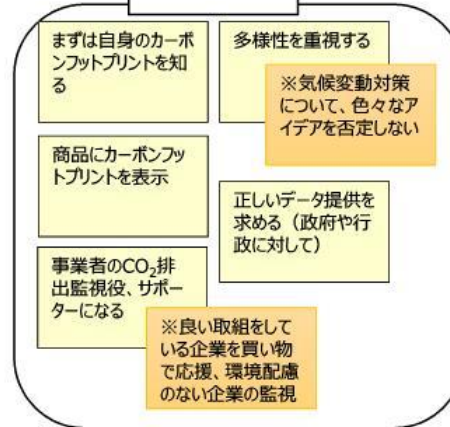 まずは自身のカーボ
ンフットプリントを知
る
多様性を重視する
※気候変動対策
について、色々なア
イデアを否定しない
商品にカーボンフッ
トプリントを表示
正しいデータ提供を
求める（政府や行
政に対して）
事業者のCO₂排
出監視役、サポー
ターになる
※良い取組をして
いる企業を買い物
で応援、環境配慮
のない企業の監視